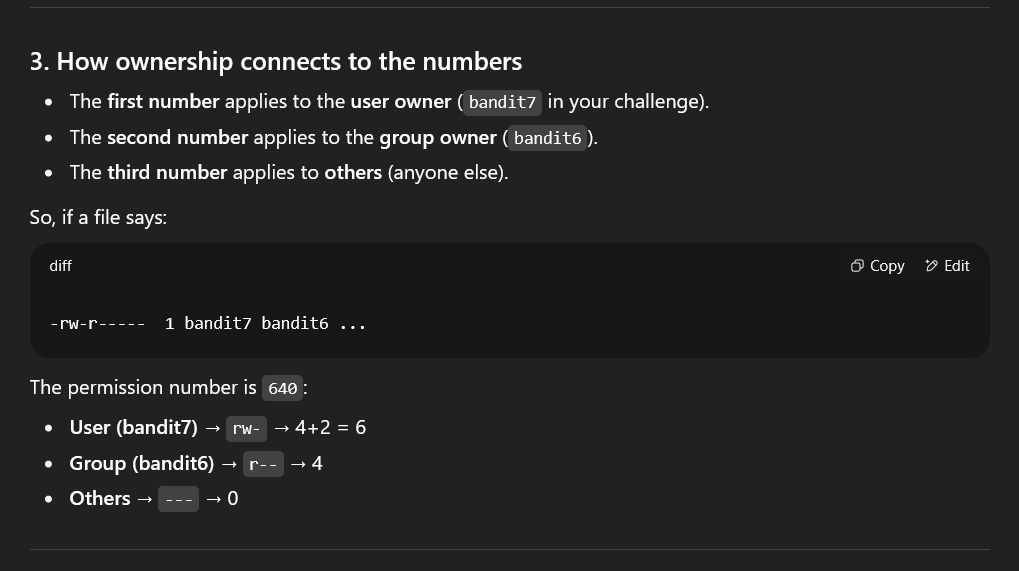 3. How ownership connects to the numbers
• The first number applies to the user owner (bandit7 in your challenge).
• The second number applies to the group owner (bandit6).
• The third number applies to others (anyone else).
So, if a file says:
diff Copy Edit
-rw-r----- 1 bandit7 bandit6 ...
The permission number is 640:
• User (bandit7) → rw- → 4+2 = 6
• Group (bandit6) → r-- → 4
• Others → --- → 0